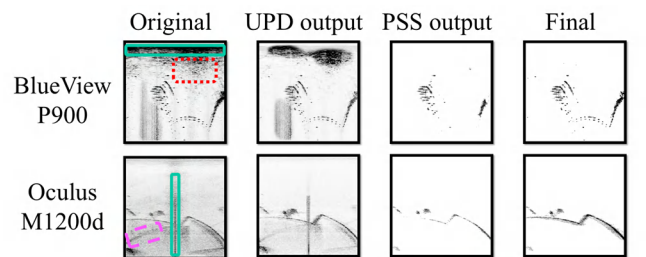 Original UPD output PSS output Final
BlueView
P900
Oculus
M1200d